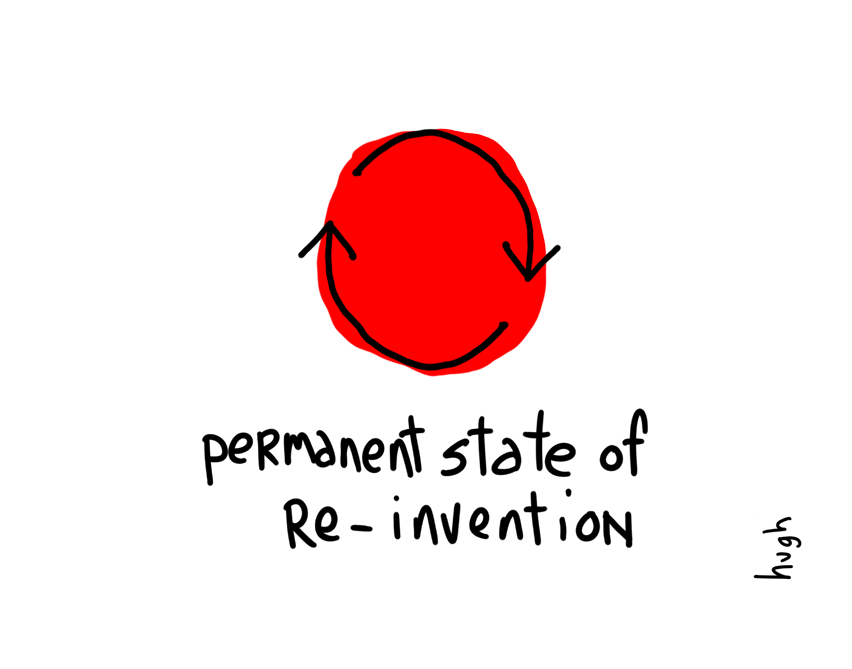 permanent state of
Re-invention
hugh